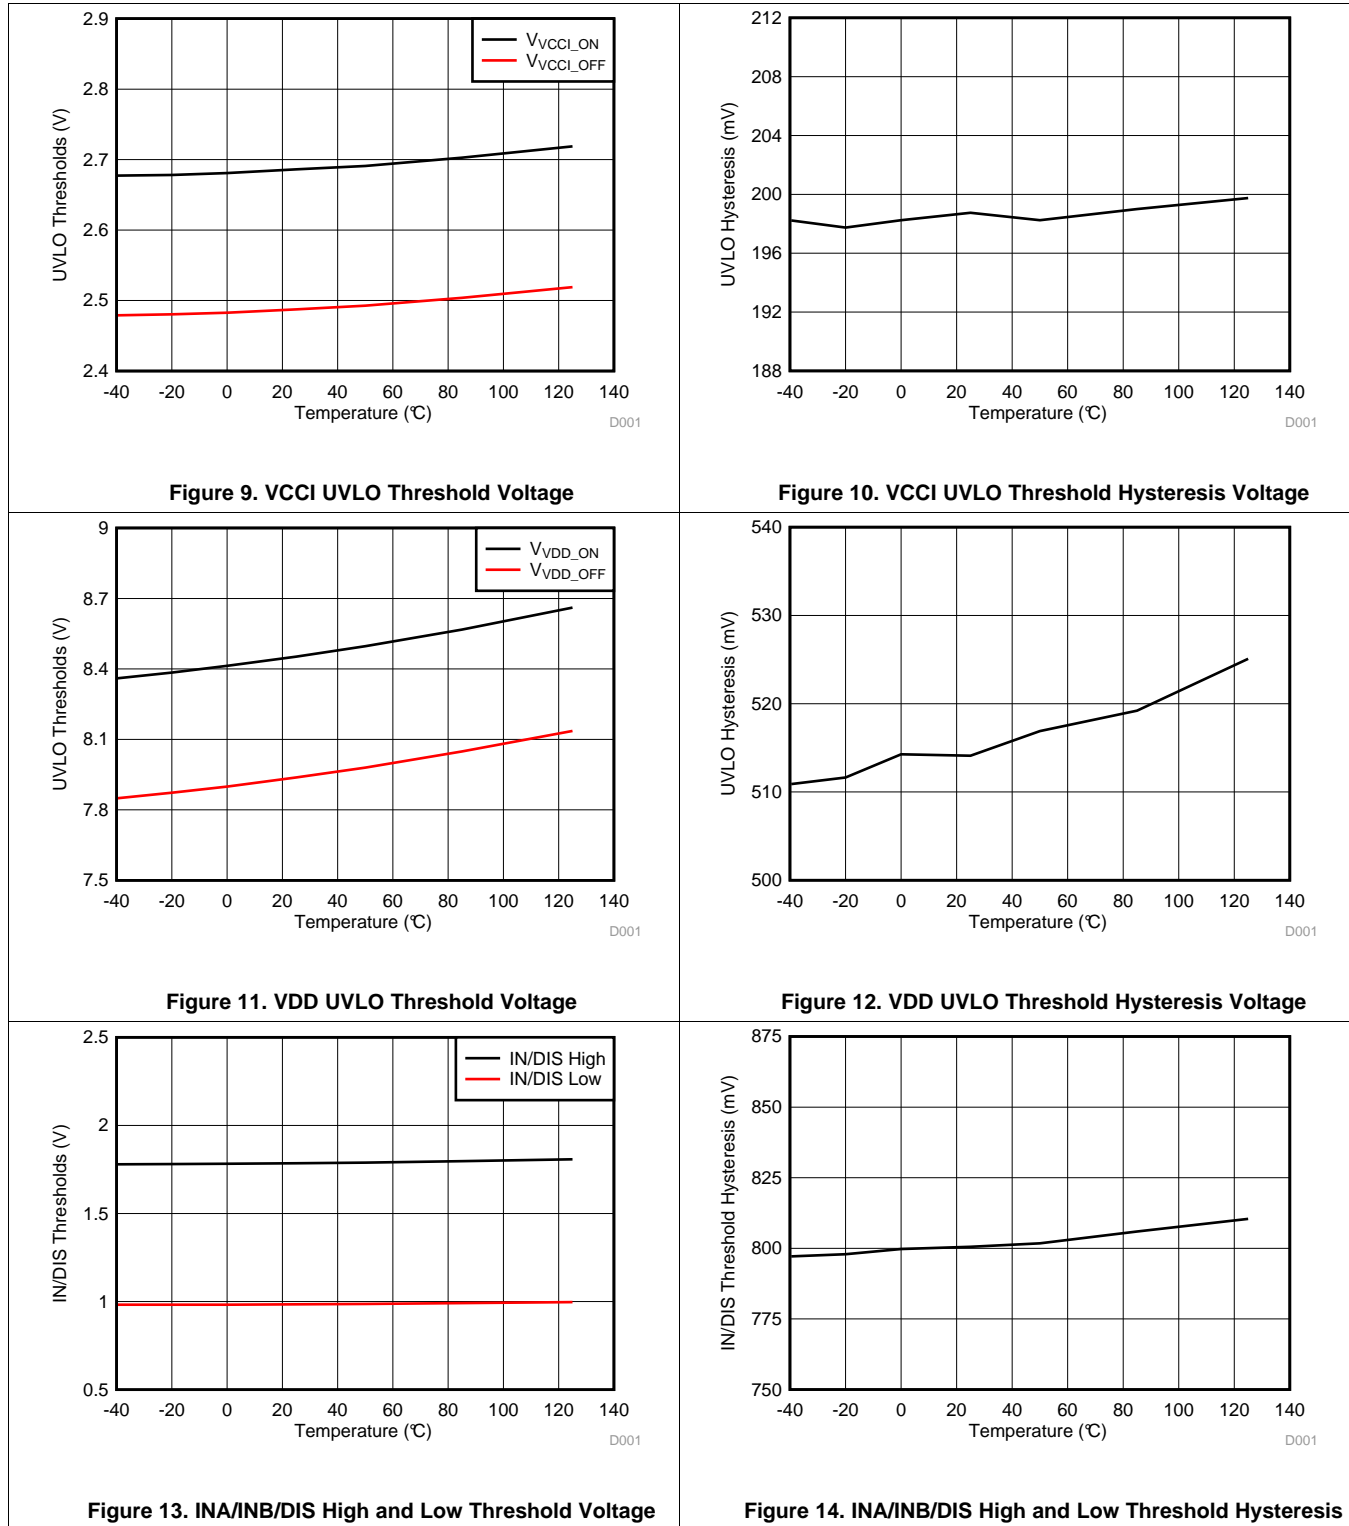 2.9
2.8
2.7
2.6
2.5
2.4
UVLO Thresholds (V)
V_VCCI_ON
V_VCCI_OFF
-40 -20 0 20 40 60 80 100 120 140
Temperature (°C)
D001
Figure 9. VCCI UVLO Threshold Voltage
212
208
204
200
196
192
188
UVLO Hysteresis (mV)
-40 -20 0 20 40 60 80 100 120 140
Temperature (°C)
D001
Figure 10. VCCI UVLO Threshold Hysteresis Voltage
9
8.7
8.4
8.1
7.8
7.5
UVLO Thresholds (V)
V_VDD_ON
V_VDD_OFF
-40 -20 0 20 40 60 80 100 120 140
Temperature (°C)
D001
Figure 11. VDD UVLO Threshold Voltage
540
530
520
510
500
UVLO Hysteresis (mV)
-40 -20 0 20 40 60 80 100 120 140
Temperature (°C)
D001
Figure 12. VDD UVLO Threshold Hysteresis Voltage
2.5
2
1.5
1
0.5
IN/DIS Thresholds (V)
IN/DIS High
IN/DIS Low
-40 -20 0 20 40 60 80 100 120 140
Temperature (°C)
D001
Figure 13. INA/INB/DIS High and Low Threshold Voltage
875
850
825
800
775
750
IN/DIS Threshold Hysteresis (mV)
-40 -20 0 20 40 60 80 100 120 140
Temperature (°C)
D001
Figure 14. INA/INB/DIS High and Low Threshold Hysteresis